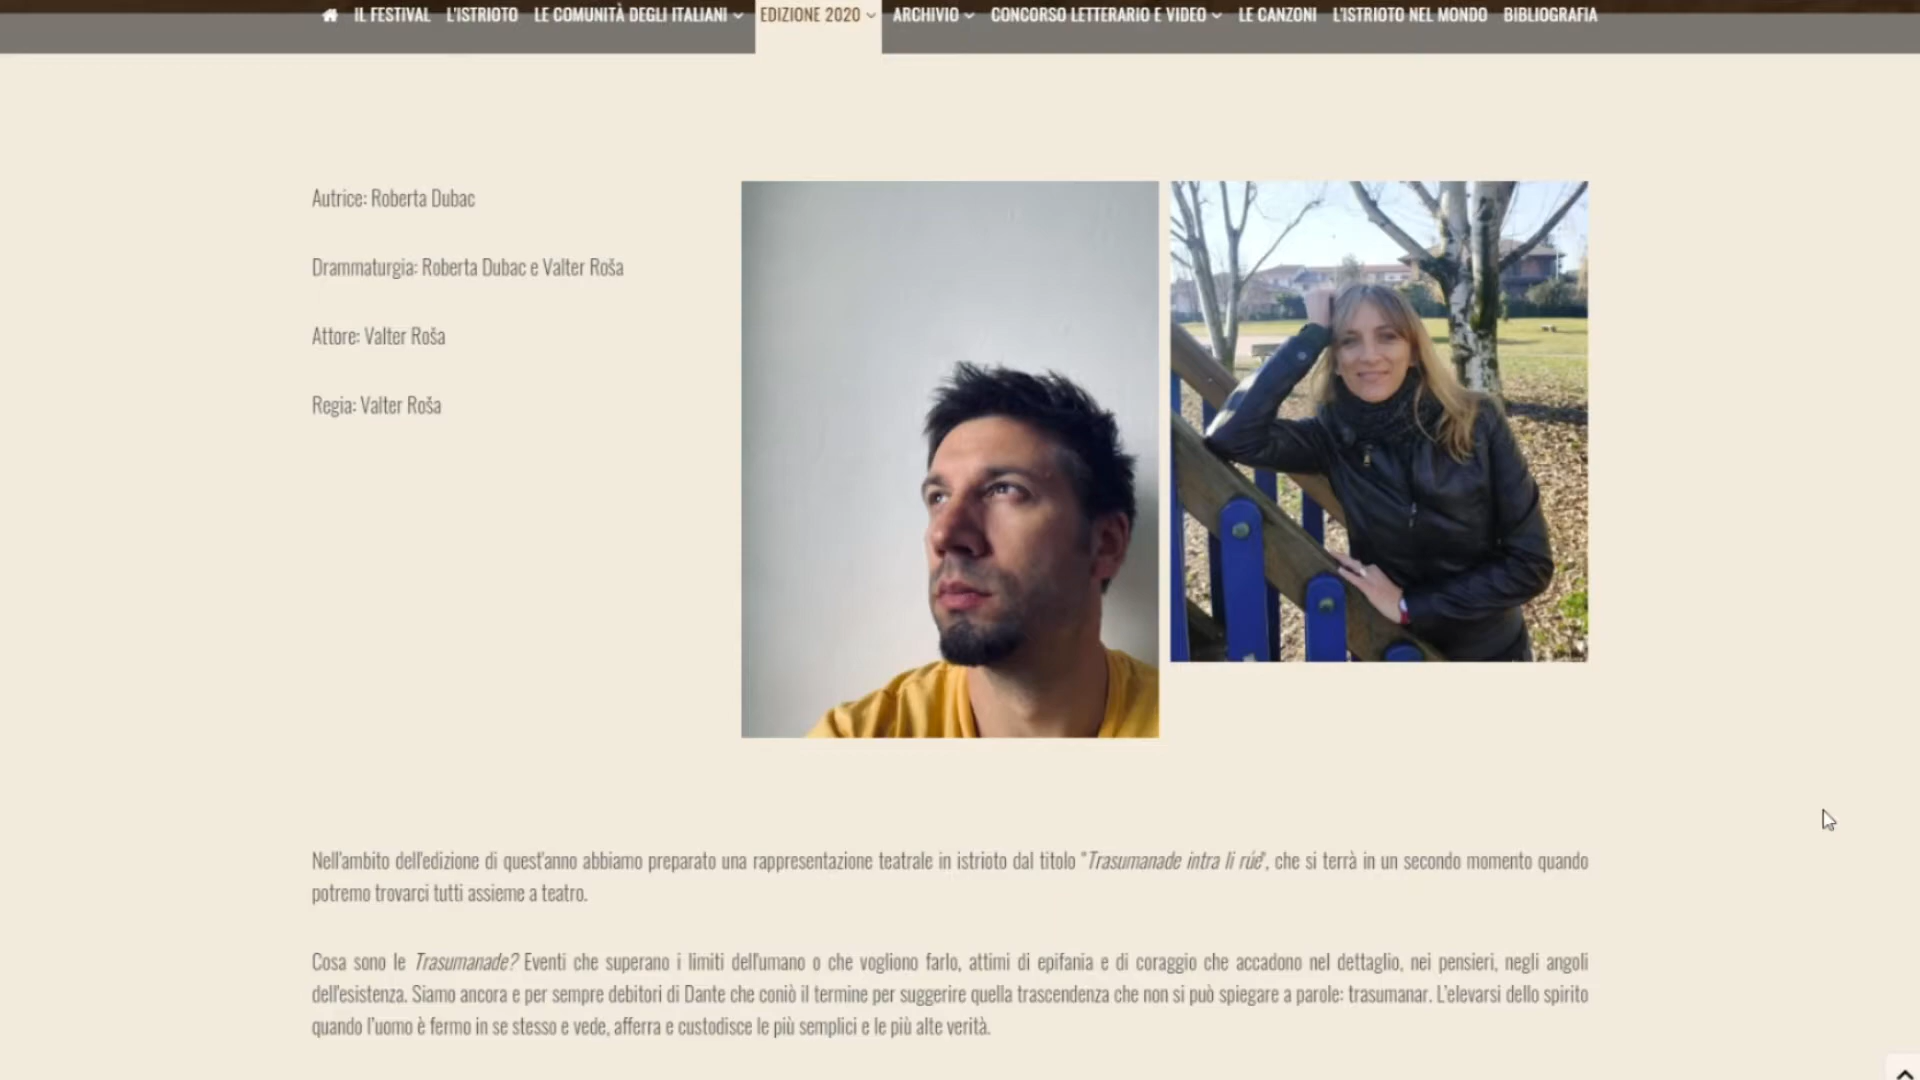 IL FESTIVAL L'ISTRIOTO LE COMUNITÀ DEGLI ITALIANI EDIZIONE 2020 ARCHIVIO CONCORSO LETTERARIO E VIDEO LE CANZONI L'ISTRIOTO NEL MONDO BIBLIOGRAFIA
Autrice: Roberta Dubac
Drammaturgia: Roberta Dubac e Valter Roša
Attore: Valter Roša
Regia: Valter Roša
Nell'ambito dell'edizione di quest'anno abbiamo preparato una rappresentazione teatrale in istrioto dal titolo "Trasumanade intra li rúe", che si terrà in un secondo momento quando
potremo trovarci tutti assieme a teatro.
Cosa sono le Trasumanade? Eventi che superano i limiti dell'umano o che vogliono farlo, attimi di epifania e di coraggio che accadono nel dettaglio, nei pensieri, negli angoli
dell'esistenza. Siamo ancora e per sempre debitori di Dante che coniò il termine per suggerire quella trascendenza che non si può spiegare a parole: trasumanar. L'elevarsi dello spirito
quando l'uomo è fermo in se stesso e vede, afferra e custodisce le più semplici e le più alte verità.